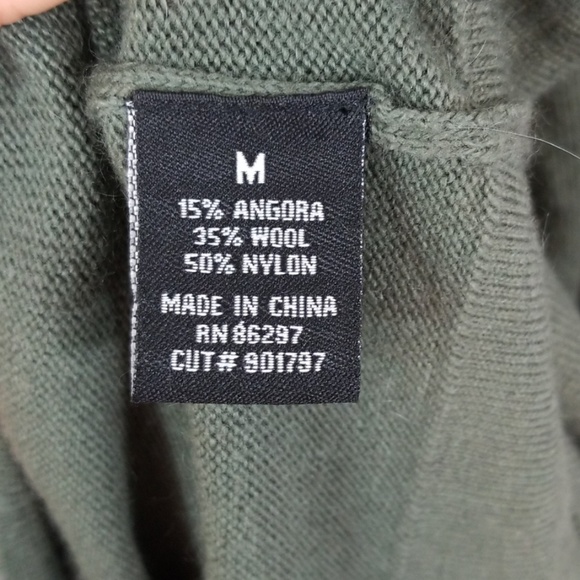 M
15% ANGORA
35% WOOL
50% NYLON
MADE IN CHINA
RN 86297
CUT# 901797